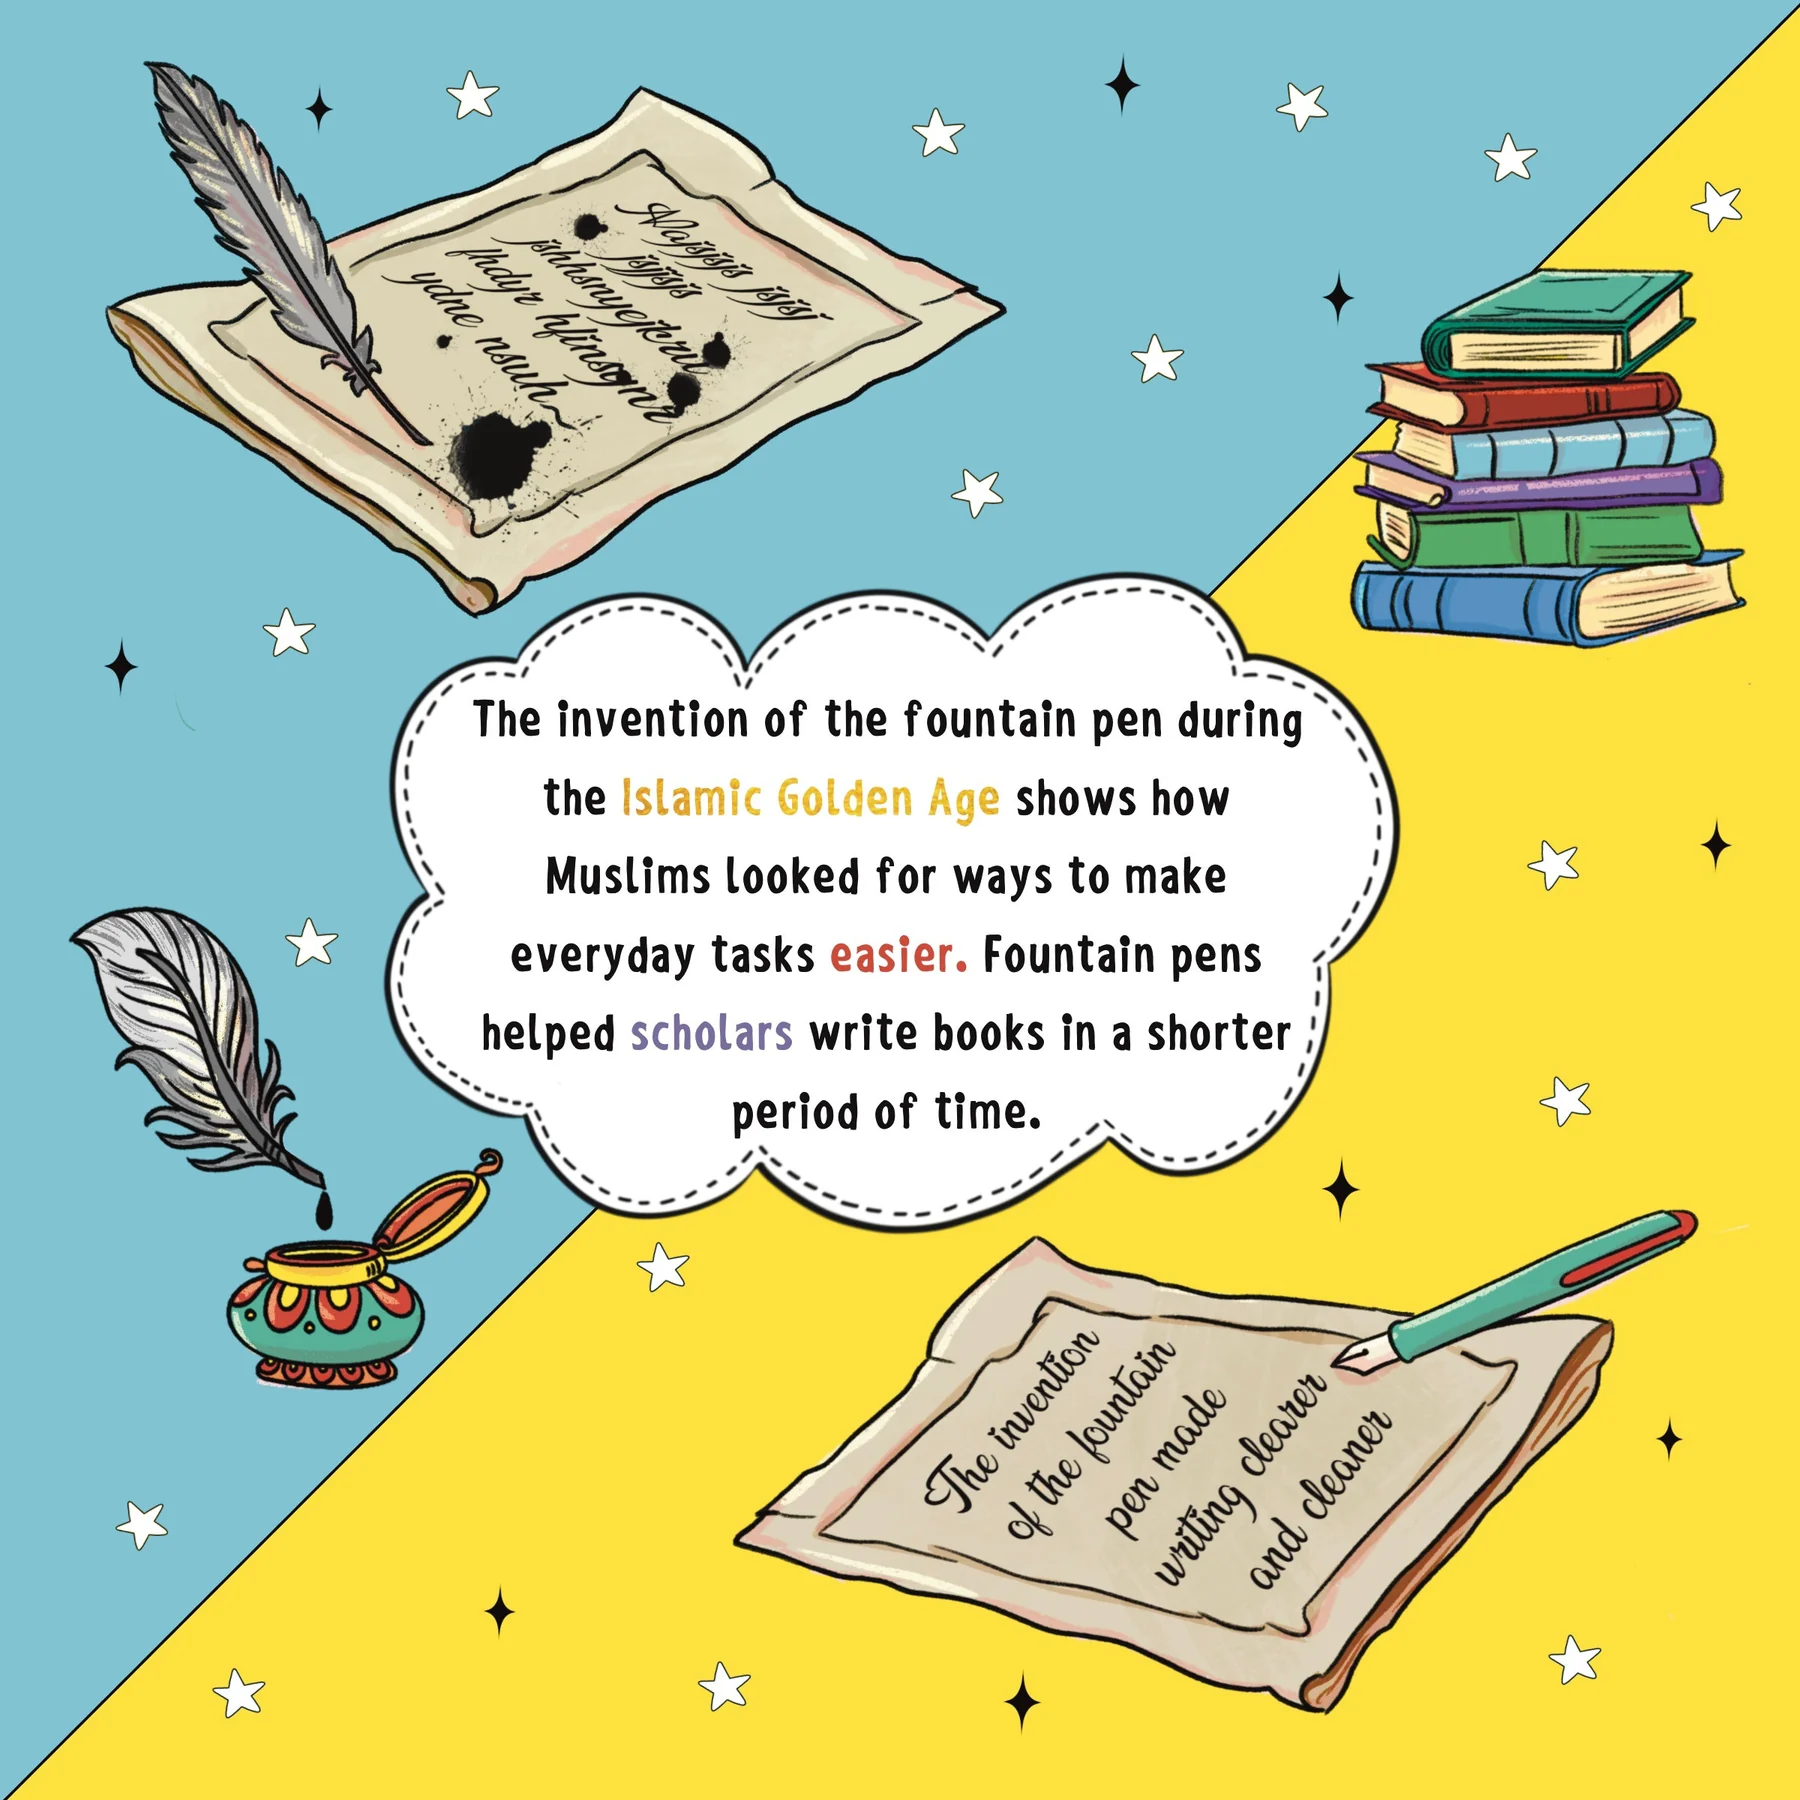 The invention of the fountain pen during
the Islamic Golden Age shows how
Muslims looked for ways to make
everyday tasks easier. Fountain pens
helped scholars write books in a shorter
period of time.
The invention
of the fountain
pen made
writing clearer
and cleaner